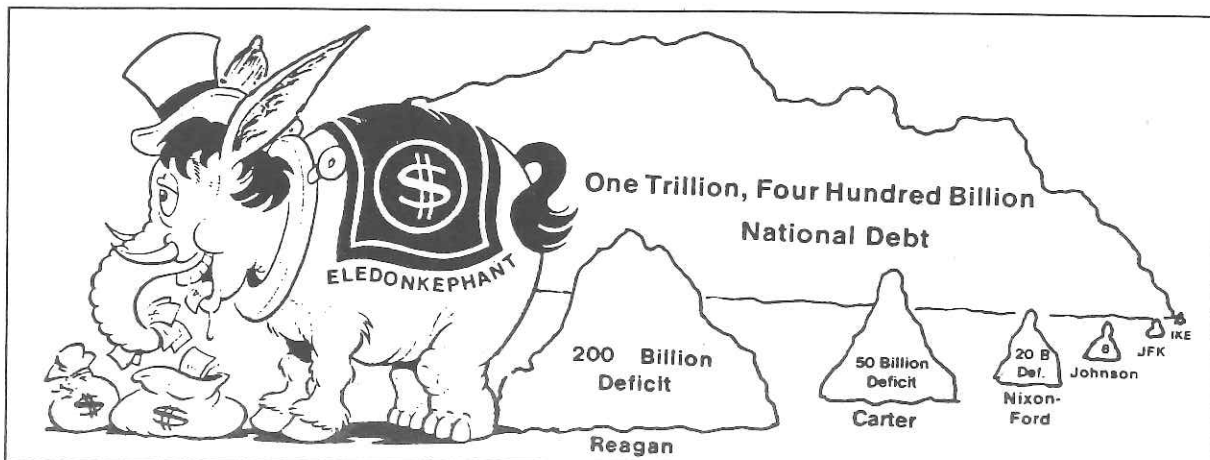 One Trillion, Four Hundred Billion
National Debt
$
ELEDONKEPHANT
200 Billion
Deficit
Reagan
50 Billion
Deficit
Carter
20 B
Def.
Nixon-
Ford
8
Johnson
JFK
IKE
$
$